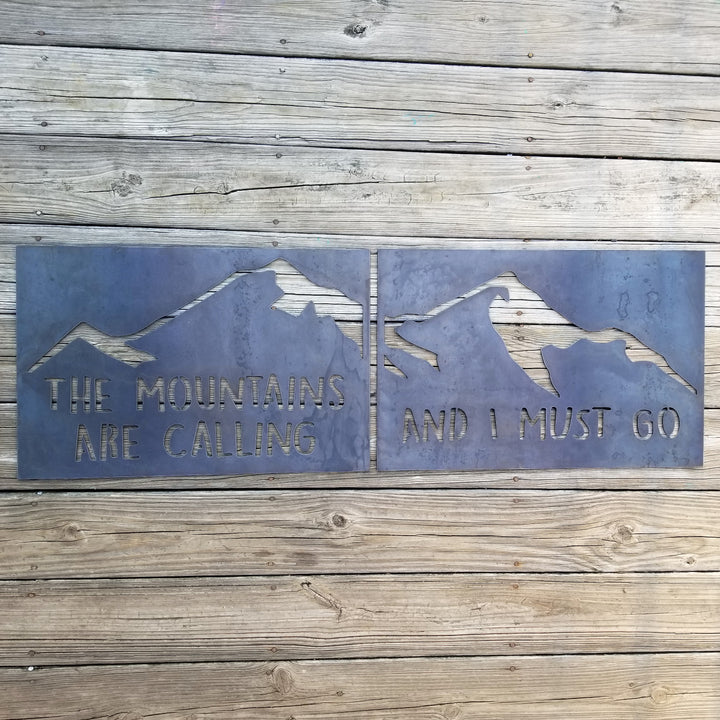 THE MOUNTAINS
ARE CALLING
AND I MUST GO